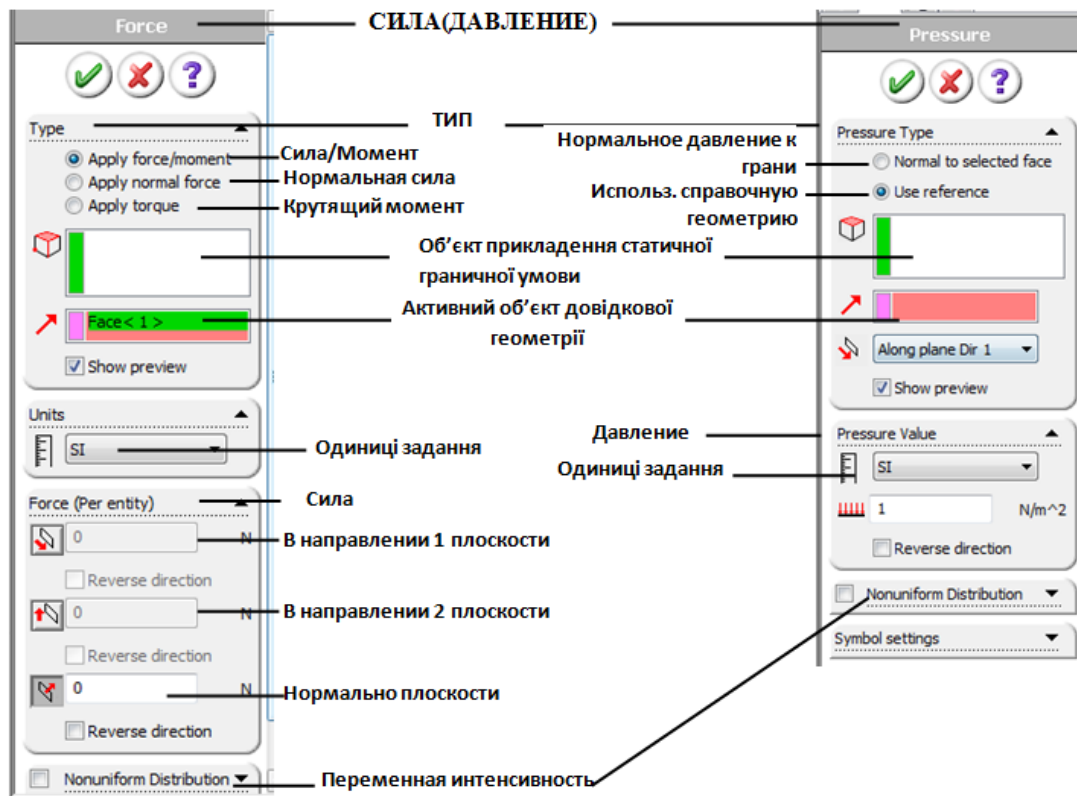 Force
СИЛА(ДАВЛЕНИЕ)
Pressure
Type
ТИП
Pressure Type
Apply force/moment
Сила/Момент
Apply normal force
Нормальная сила
Apply torque
Крутящий момент
Нормальное давление к
грани
Normal to selected face
Использ. справочную
геометрию
Use reference
Об’єкт прикладення статичної
граничної умови
Face< 1 >
Активний об’єкт довідкової
геометрії
Along plane Dir 1
Show preview
Show preview
Units
SI
Одиниці задання
Давление
Pressure Value
Одиниці задання
SI
1
N/m^2
Reverse direction
Force (Per entity)
Сила
0
N
В направлении 1 плоскости
Reverse direction
0
N
В направлении 2 плоскости
Reverse direction
0
N
Нормально плоскости
Reverse direction
Nonuniform Distribution
Symbol settings
Nonuniform Distribution
Переменная интенсивность